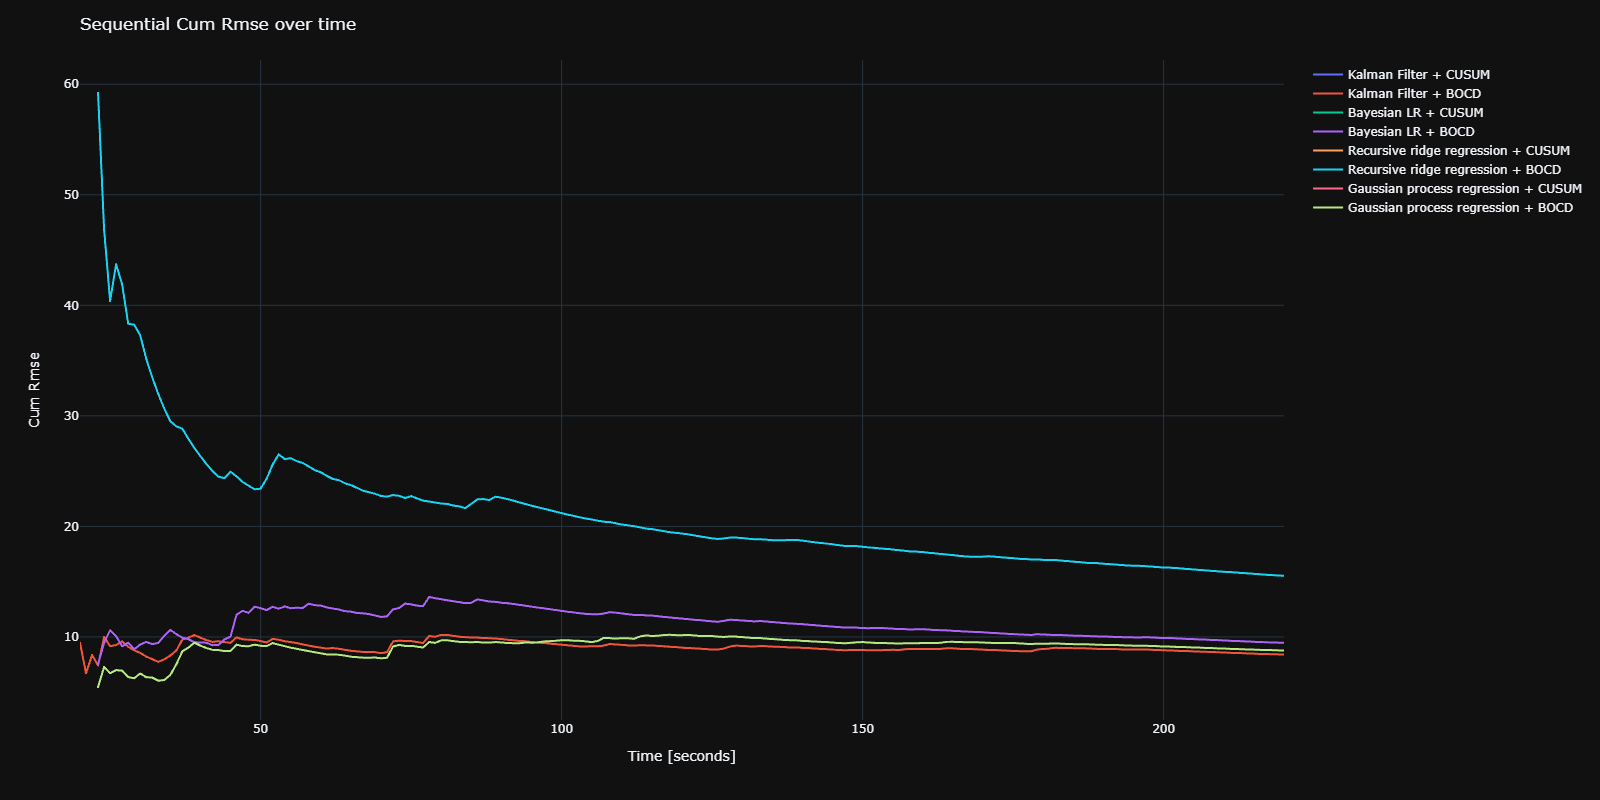 Sequential Cum Rmse over time
Cum Rmse
60
50
40
30
20
10
50
100
150
200
Time [seconds]
Kalman Filter + CUSUM
Kalman Filter + BOCD
Bayesian LR + CUSUM
Bayesian LR + BOCD
Recursive ridge regression + CUSUM
Recursive ridge regression + BOCD
Gaussian process regression + CUSUM
Gaussian process regression + BOCD